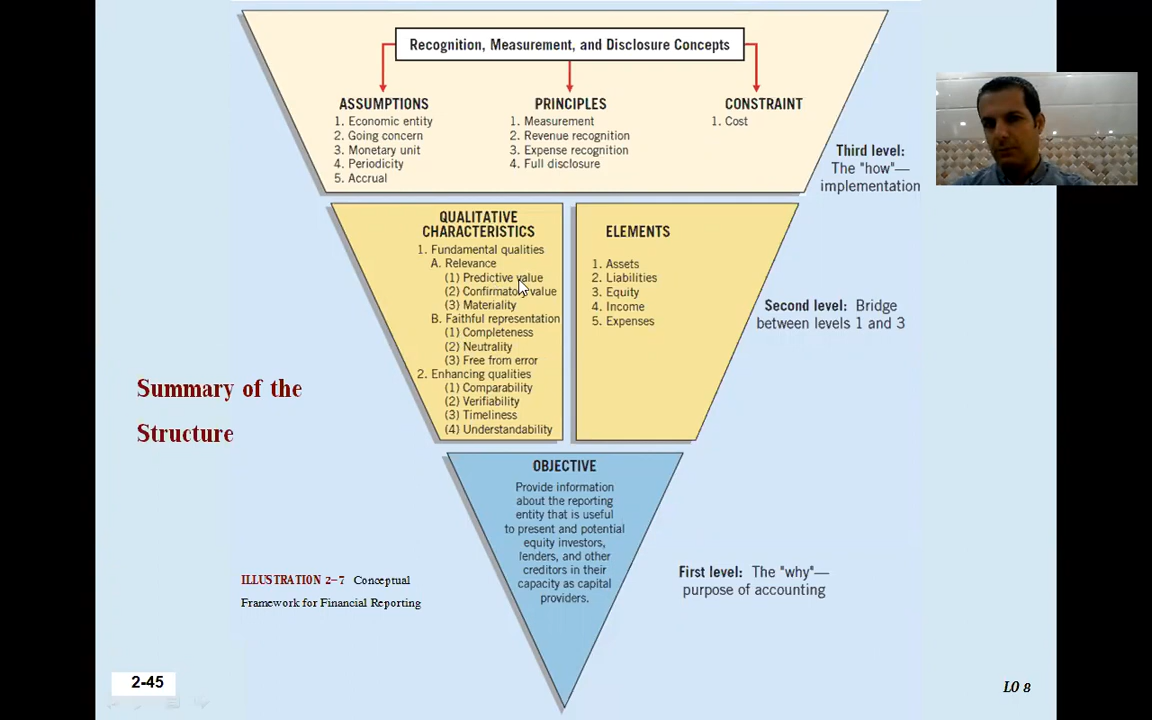 Recognition, Measurement, and Disclosure Concepts
ASSUMPTIONS
1. Economic entity
2. Going concern
3. Monetary unit
4. Periodicity
5. Accrual
PRINCIPLES
1. Measurement
2. Revenue recognition
3. Expense recognition
4. Full disclosure
CONSTRAINT
1. Cost
Third level:
The "how"—
implementation
QUALITATIVE
CHARACTERISTICS
1. Fundamental qualities
A. Relevance
(1) Predictive value
(2) Confirmatory value
(3) Materiality
B. Faithful representation
(1) Completeness
(2) Neutrality
(3) Free from error
2. Enhancing qualities
(1) Comparability
(2) Verifiability
(3) Timeliness
(4) Understandability
ELEMENTS
1. Assets
2. Liabilities
3. Equity
4. Income
5. Expenses
Second level: Bridge
between levels 1 and 3
Summary of the
Structure
OBJECTIVE
Provide information
about the reporting
entity that is useful
to present and potential
equity investors,
lenders, and other
creditors in their
capacity as capital
providers.
First level: The "why"—
purpose of accounting
ILLUSTRATION 2-7 Conceptual
Framework for Financial Reporting
2-45
LO 8